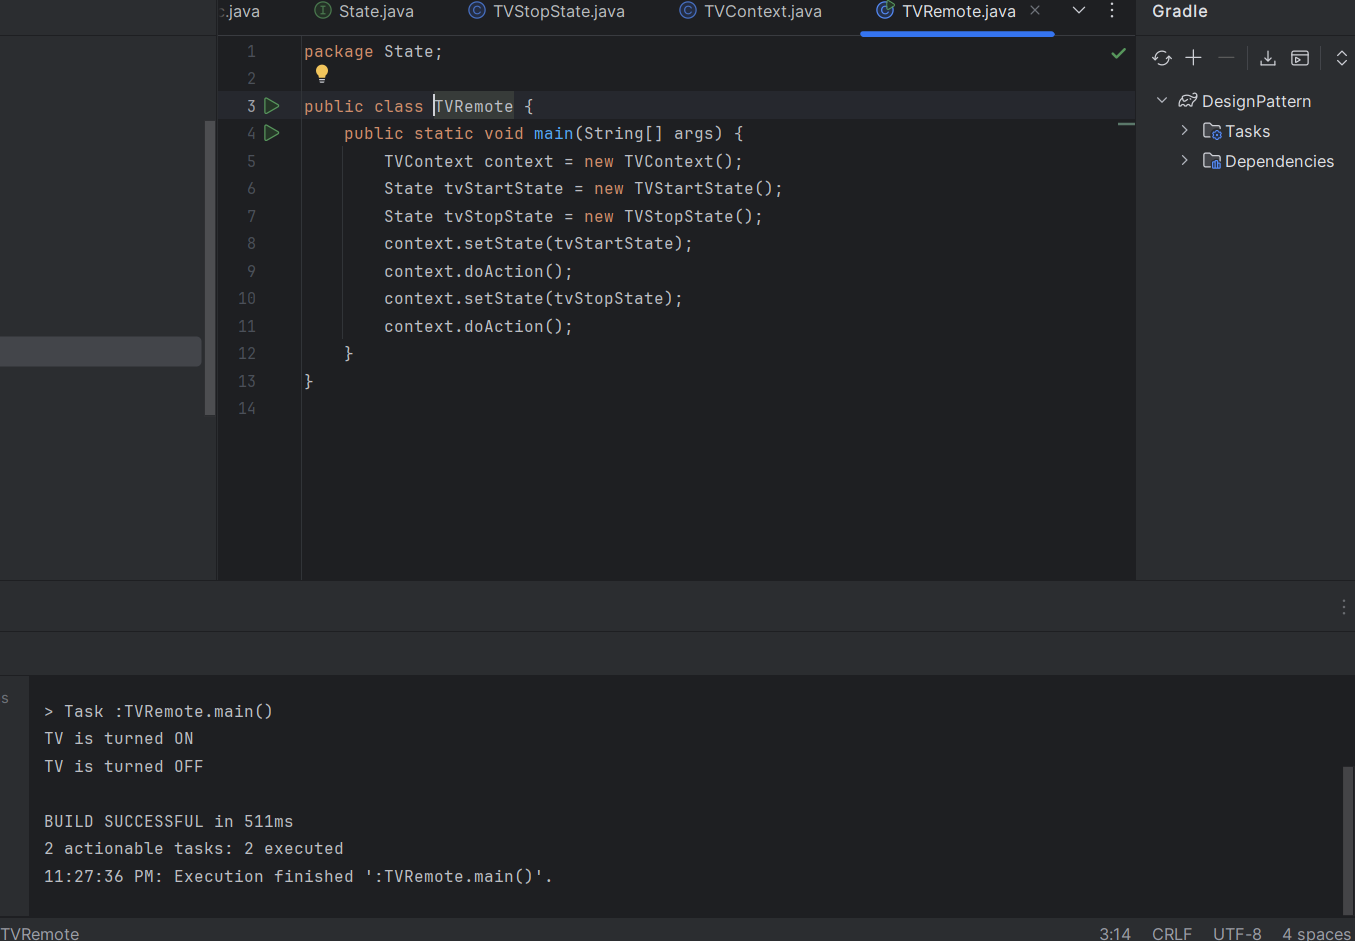 .java State.java TVStopState.java TVContext.java TVRemote.java Gradle
1 package State;
2
3 public class TVRemote {
4 public static void main(String[] args) {
5 TVContext context = new TVContext();
6 State tvStartState = new TVStartState();
7 State tvStopState = new TVStopState();
8 context.setState(tvStartState);
9 context.doAction();
10 context.setState(tvStopState);
11 context.doAction();
12 }
13 }
14
DesignPattern
Tasks
Dependencies
s
> Task :TVRemote.main()
TV is turned ON
TV is turned OFF
BUILD SUCCESSFUL in 511ms
2 actionable tasks: 2 executed
11:27:36 PM: Execution finished ':TVRemote.main()'.
TVRemote 3:14 CRLF UTF-8 4 spaces